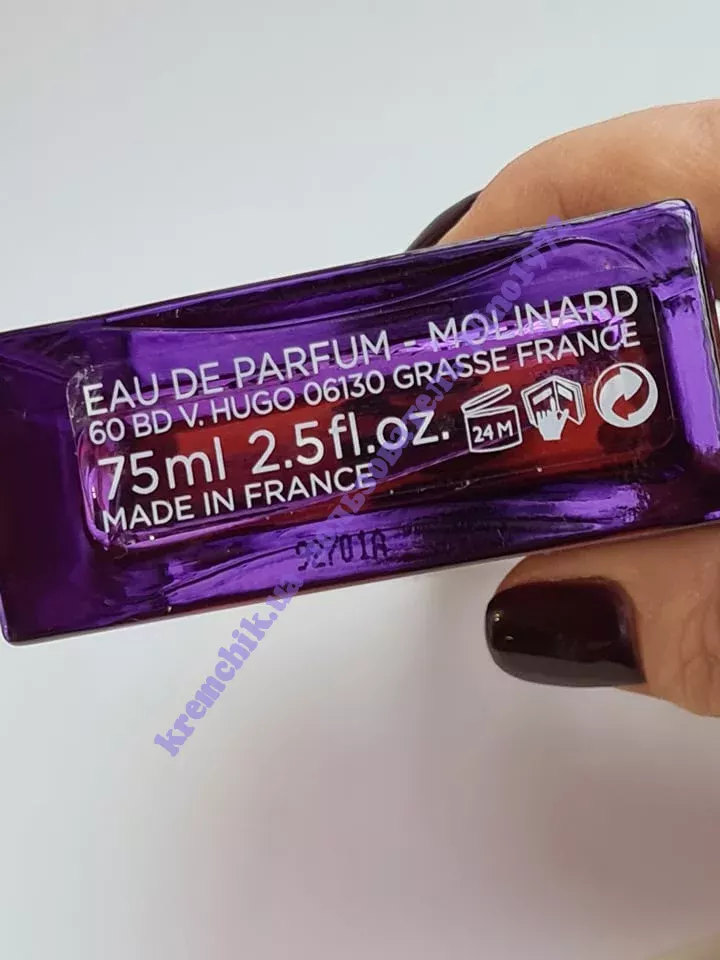 EAU DE PARFUM - MOLINARD
60 BD V. HUGO 06130 GRASSE FRANCE
75ml 2.5fl.oz.
24 M
MADE IN FRANCE
kremchik.ua